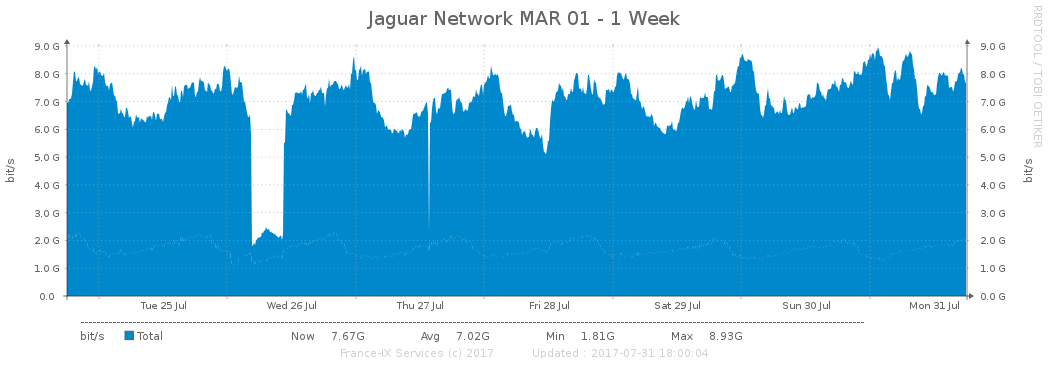 Jaguar Network MAR 01 - 1 Week
RRDTOOL / TOBI OETIKER
9.0 G 9.0 G
8.0 G 8.0 G
7.0 G 7.0 G
6.0 G 6.0 G
5.0 G 5.0 G
4.0 G 4.0 G
3.0 G 3.0 G
2.0 G 2.0 G
1.0 G 1.0 G
0.0 0.0 G
bit/s bit/s
Tue 25 Jul Wed 26 Jul Thu 27 Jul Fri 28 Jul Sat 29 Jul Sun 30 Jul Mon 31 Jul
bit/s Total Now 7.67G Avg 7.02G Min 1.81G Max 8.93G
France-IX Services (c) 2017 Updated : 2017-07-31 18:00:04